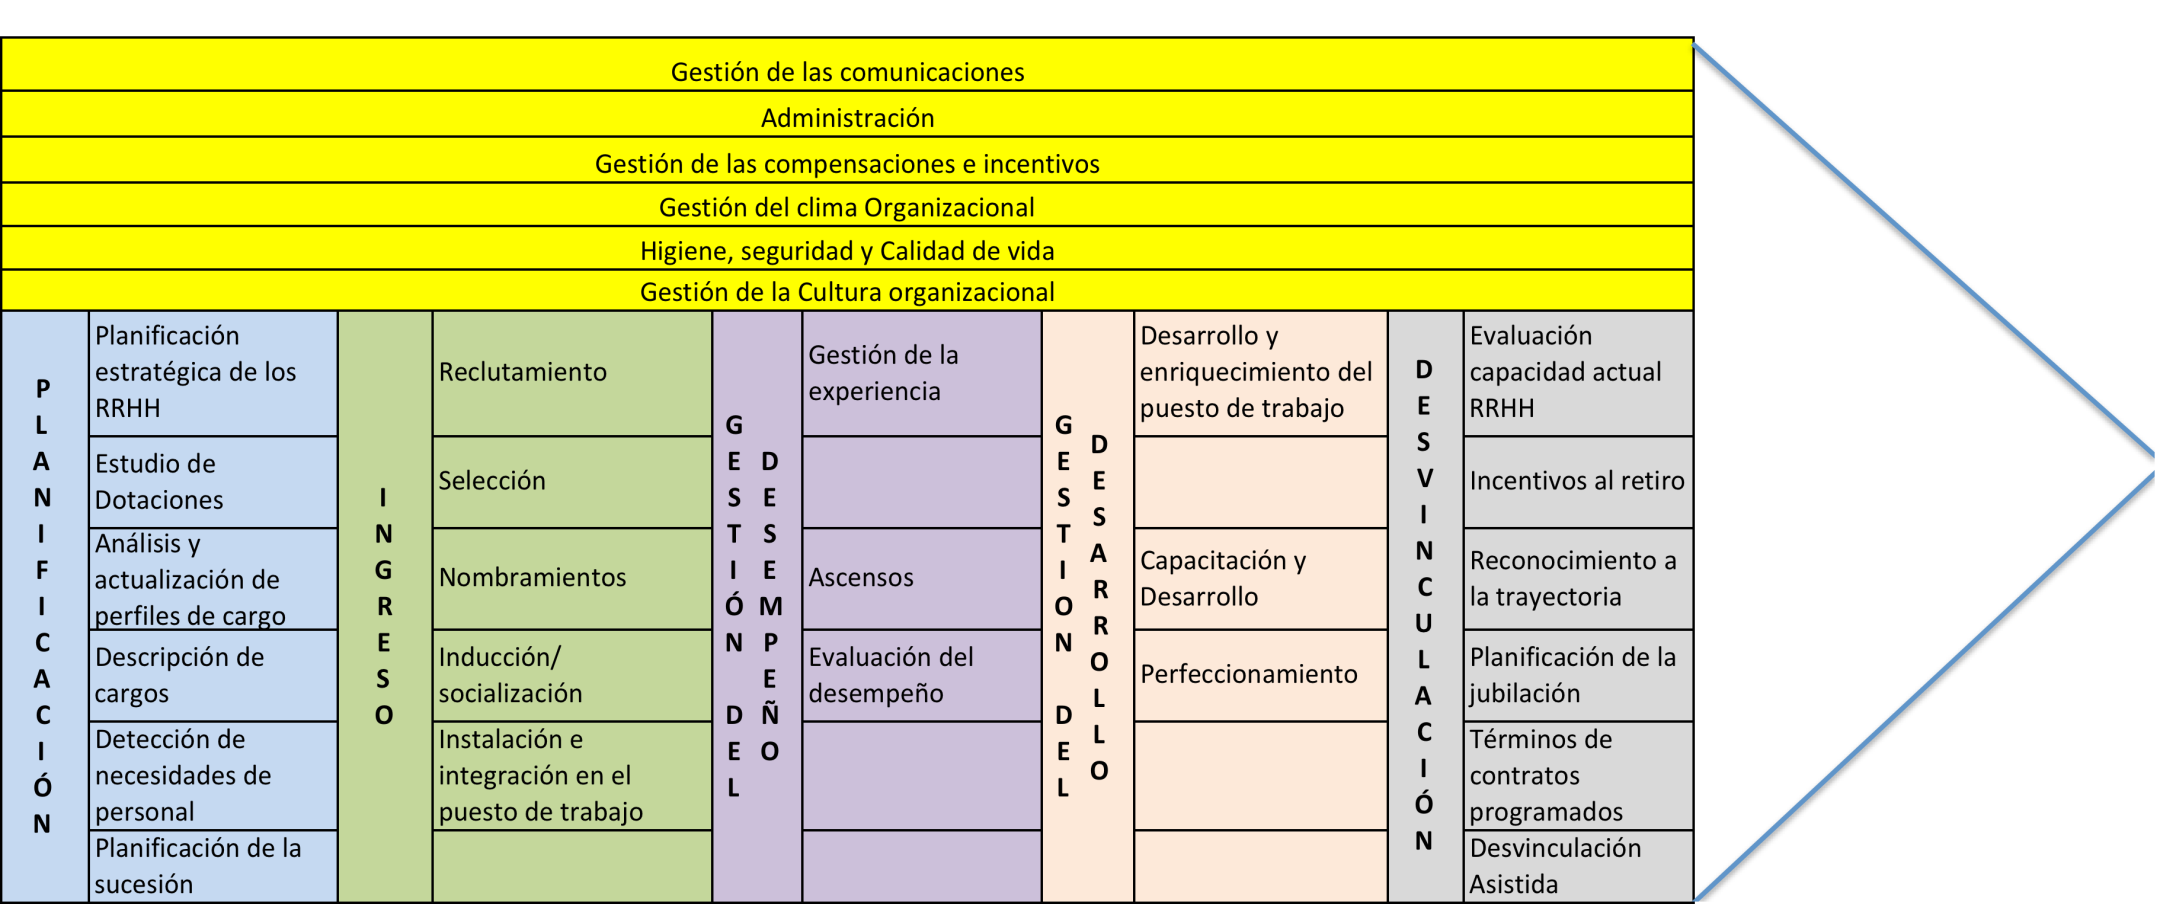 Gestión de las comunicaciones
Administración
Gestión de las compensaciones e incentivos
Gestión del clima Organizacional
Higiene, seguridad y Calidad de vida
Gestión de la Cultura organizacional
PLANIFICACIÓN
Planificación
estratégica de los
RRHH
Estudio de
Dotaciones
Análisis y
actualización de
perfiles de cargo
Descripción de
cargos
Detección de
necesidades de
personal
Planificación de la
sucesión
INGRESO
Reclutamiento
Selección
Nombramientos
Inducción/
socialización
Instalación e
integración en el
puesto de trabajo
GESTIÓN DEL
DESEMPEÑO
Gestión de la
experiencia
Ascensos
Evaluación del
desempeño
GESTION DEL
DESARROLLO
Desarrollo y
enriquecimiento del
puesto de trabajo
Capacitación y
Desarrollo
Perfeccionamiento
DESVINCULACIÓN
Evaluación
capacidad actual
RRHH
Incentivos al retiro
Reconocimiento a
la trayectoria
Planificación de la
jubilación
Términos de
contratos
programados
Desvinculación
Asistida